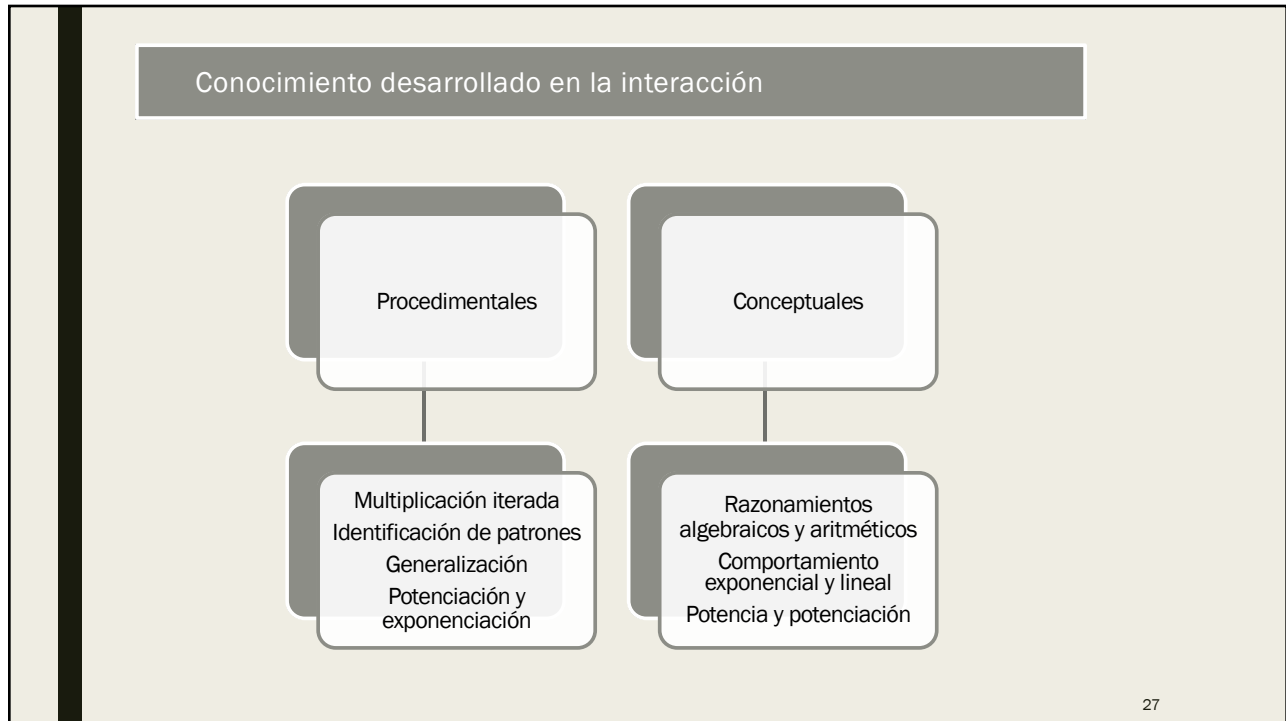 Conocimiento desarrollado en la interacción
Procedimentales
Multiplicación iterada
Identificación de patrones
Generalización
Potenciación y
exponenciación
Conceptuales
Razonamientos
algebraicos y aritméticos
Comportamiento
exponencial y lineal
Potencia y potenciación
27